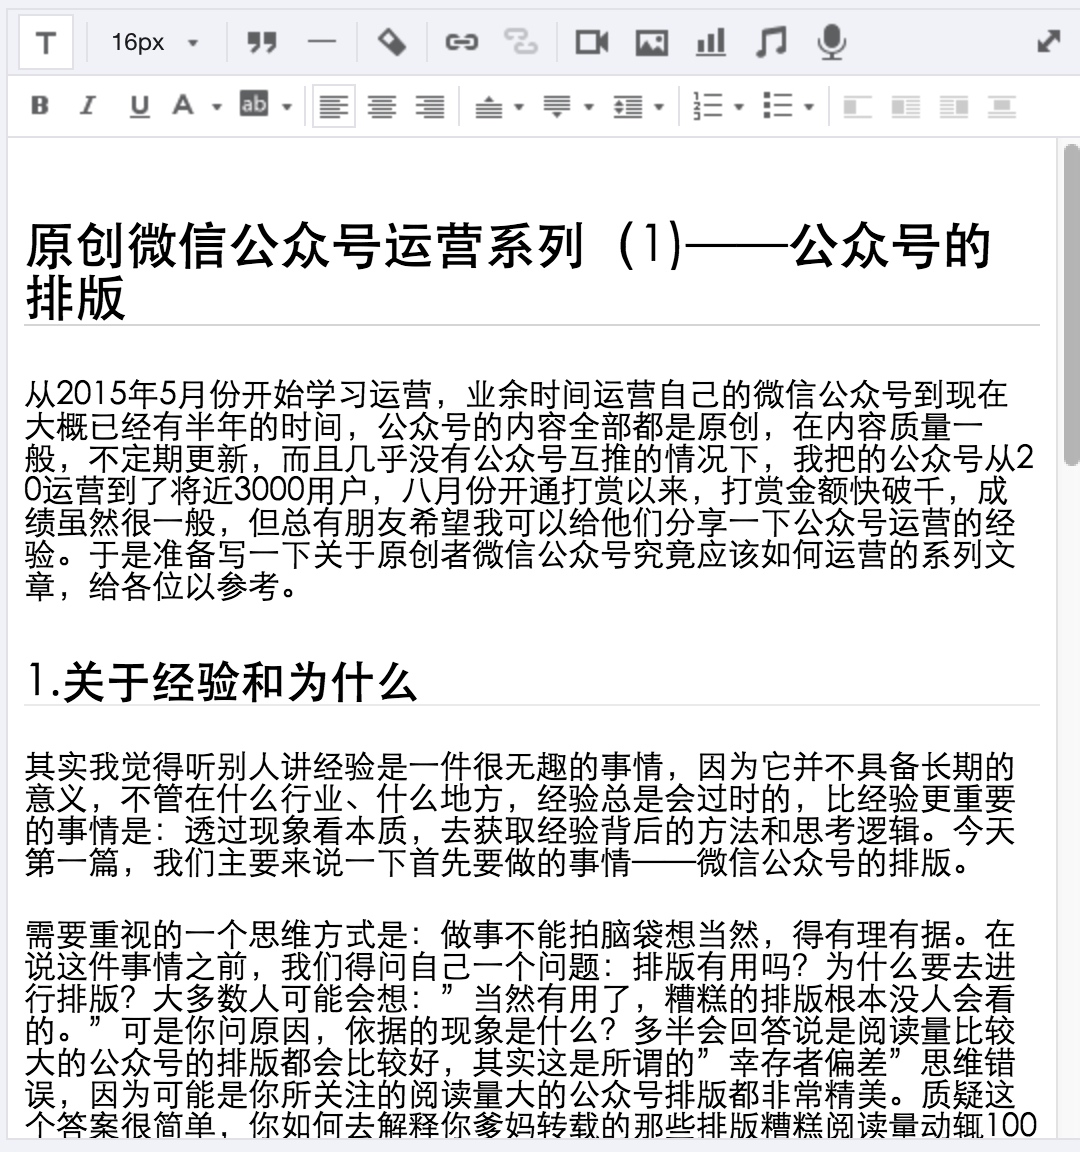 T 16px
B I U A ab
原创微信公众号运营系列（1）——公众号的
排版
从2015年5月份开始学习运营，业余时间运营自己的微信公众号到现在
大概已经有半年的时间，公众号的内容全部都是原创，在内容质量一
般，不定期更新，而且几乎没有公众号互推的情况下，我把的公众号从2
0运营到了将近3000用户，八月份开通打赏以来，打赏金额快破千，成
绩虽然很一般，但总有朋友希望我可以给他们分享一下公众号运营的经
验。于是准备写一下关于原创者微信公众号究竟应该如何运营的系列文
章，给各位以参考。
1.关于经验和为什么
其实我觉得听别人讲经验是一件很无趣的事情，因为它并不具备长期的
意义，不管在什么行业、什么地方，经验总是会过时的，比经验更重要
的事情是：透过现象看本质，去获取经验背后的方法和思考逻辑。今天
第一篇，我们主要来说一下首先要做的事情——微信公众号的排版。
需要重视的一个思维方式是：做事不能拍脑袋想当然，得有理有据。在
说这件事情之前，我们得问自己一个问题：排版有用吗？为什么要去进
行排版？大多数人可能会想：”当然有用了，糟糕的排版根本没人会看
的。”可是你问原因，依据的现象是什么？多半会回答说是阅读量比较
大的公众号的排版都会比较好，其实这是所谓的”幸存者偏差”思维错
误，因为可能是你所关注的阅读量大的公众号排版都非常精美。质疑这
个答案很简单，你如何去解释你爹妈转载的那些排版糟糕阅读量动辄100